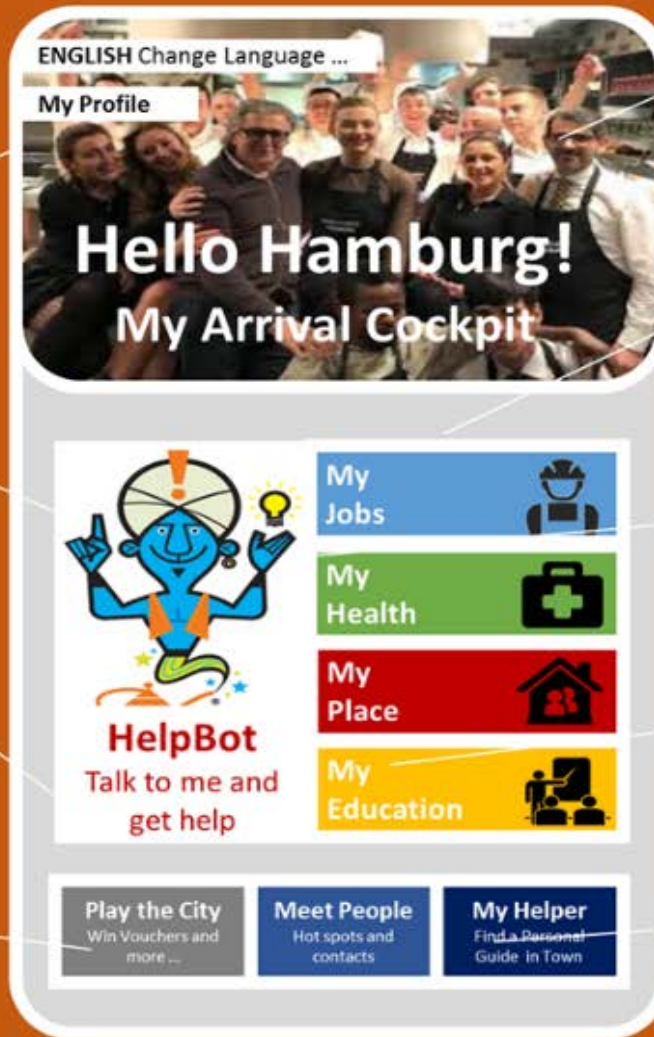 ENGLISH Change Language ...
My Profile
Hello Hamburg!
My Arrival Cockpit
HelpBot
Talk to me and
get help
My
Jobs
My
Health
My
Place
My
Education
Play the City
Win Vouchers and
more ...
Meet People
Hot spots and
contacts
My Helper
Find a Personal
Guide in Town